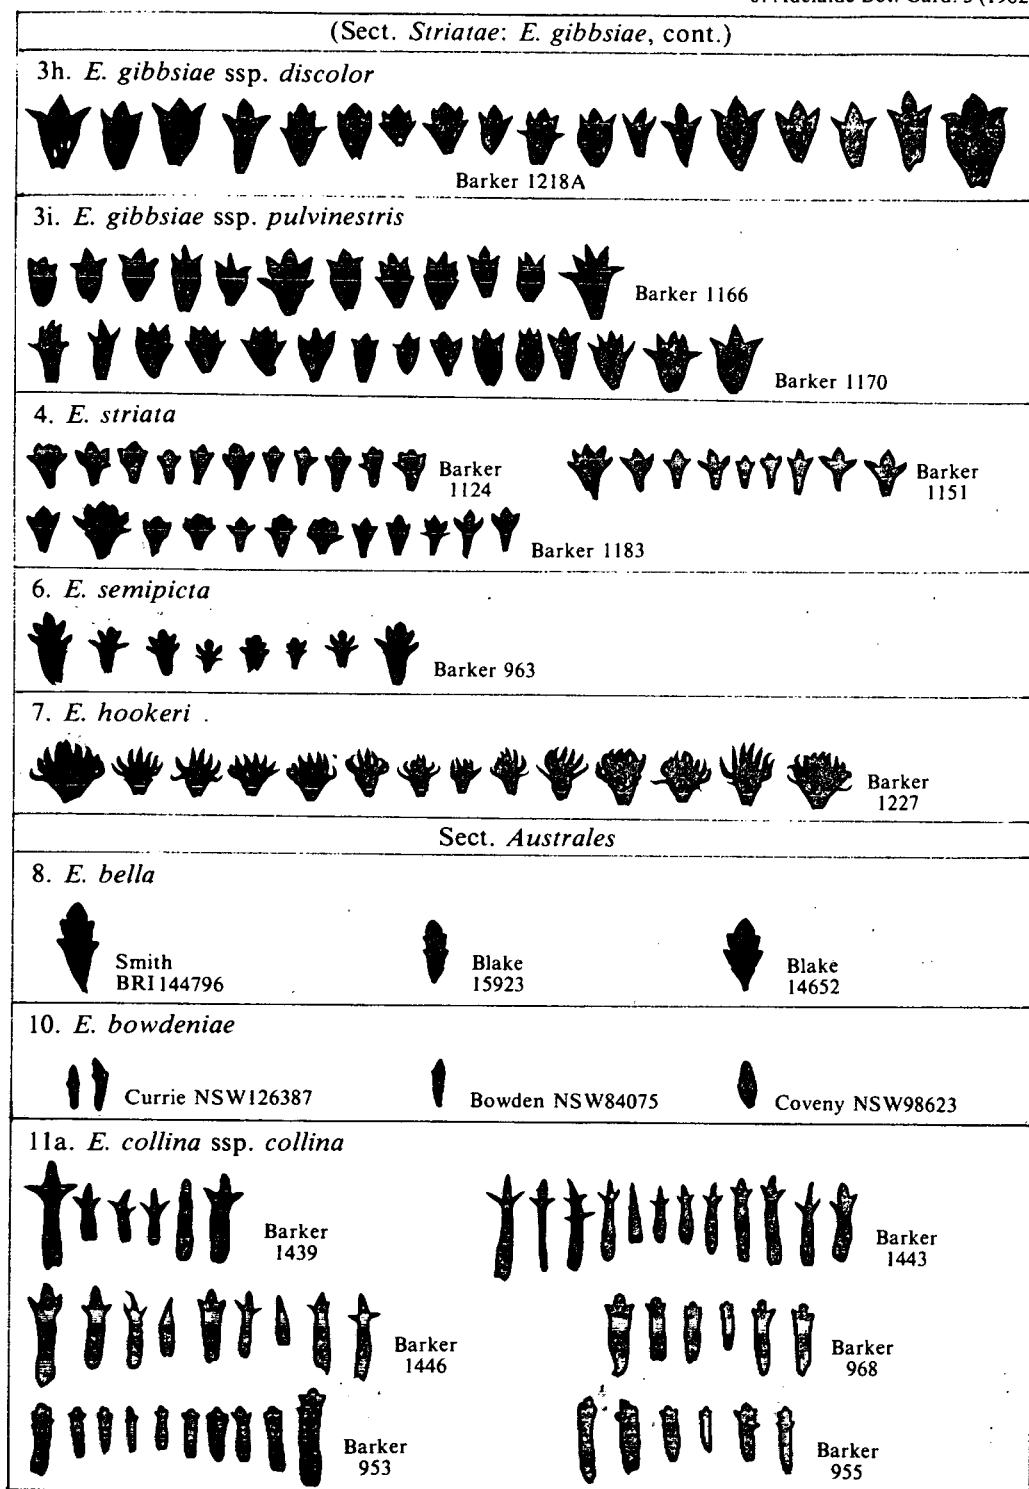 (Sect. Striatae: E. gibbsiae, cont.)
3h. E. gibbsiae ssp. discolor
Barker 1218A
3i. E. gibbsiae ssp. pulvinestris
Barker 1166
Barker 1170
4. E. striata
Barker
1124
Barker
1151
Barker 1183
6. E. semipicta
Barker 963
7. E. hookeri
Barker
1227
Sect. Australes
8. E. bella
Smith
BRI144796
Blake
15923
Blake
14652
10. E. bowdeniae
Currie NSW126387
Bowden NSW84075
Coveny NSW98623
11a. E. collina ssp. collina
Barker
1439
Barker
1443
Barker
1446
Barker
968
Barker
953
Barker
955